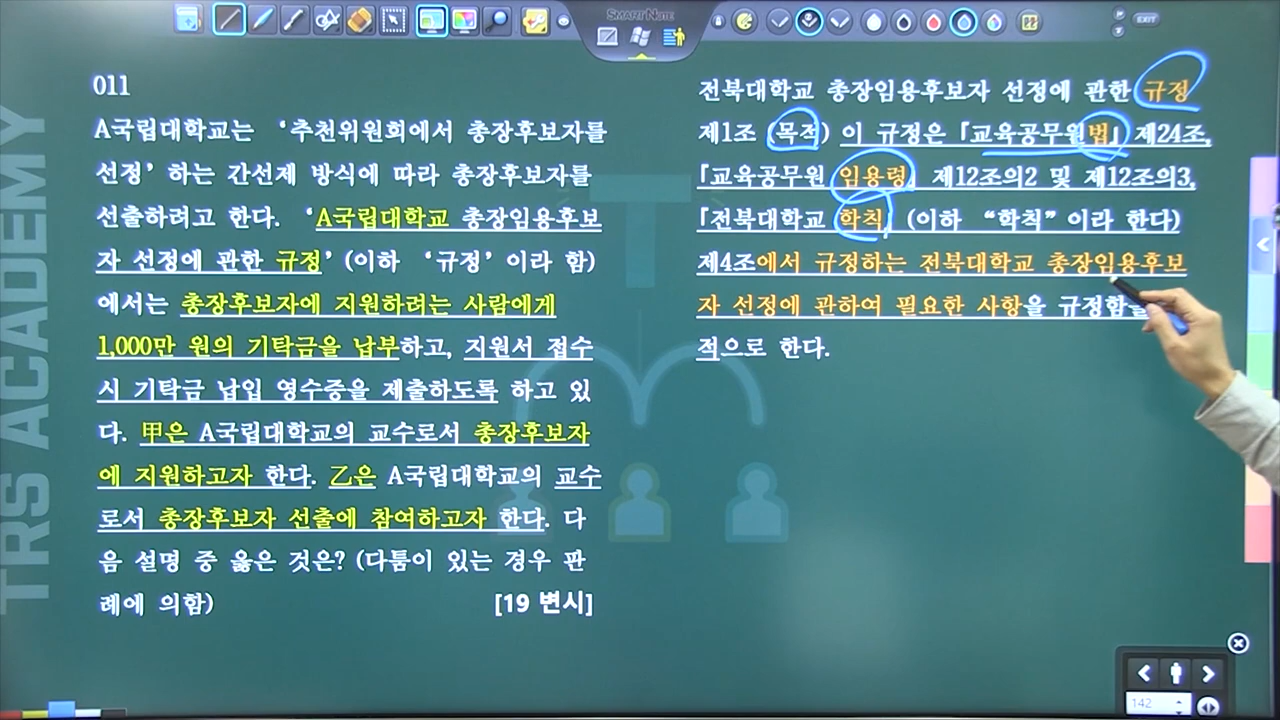 SMART NOTE
EXIT
011
A국립대학교는 ‘추천위원회에서 총장후보자를
선정’ 하는 간선제 방식에 따라 총장후보자를
선출하려고 한다. ‘A국립대학교 총장임용후보
자 선정에 관한 규정’ (이하 ‘규정’ 이라 함)
에서는 총장후보자에 지원하려는 사람에게
1,000만 원의 기탁금을 납부하고, 지원서 접수
시 기탁금 납입 영수증을 제출하도록 하고 있
다. 甲은 A국립대학교의 교수로서 총장후보자
에 지원하고자 한다. 乙은 A국립대학교의 교수
로서 총장후보자 선출에 참여하고자 한다. 다
음 설명 중 옳은 것은? (다툼이 있는 경우 판
례에 의함)
[19 변시]
전북대학교 총장임용후보자 선정에 관한 규정
제1조 (목적) 이 규정은 「교육공무원법」 제24조,
「교육공무원 임용령」 제12조의2 및 제12조의3,
「전북대학교 학칙」 (이하 “학칙” 이라 한다)
제4조에서 규정하는 전북대학교 총장임용후보
자 선정에 관하여 필요한 사항을 규정함을
적으로 한다.
TRS ACADEMY
142